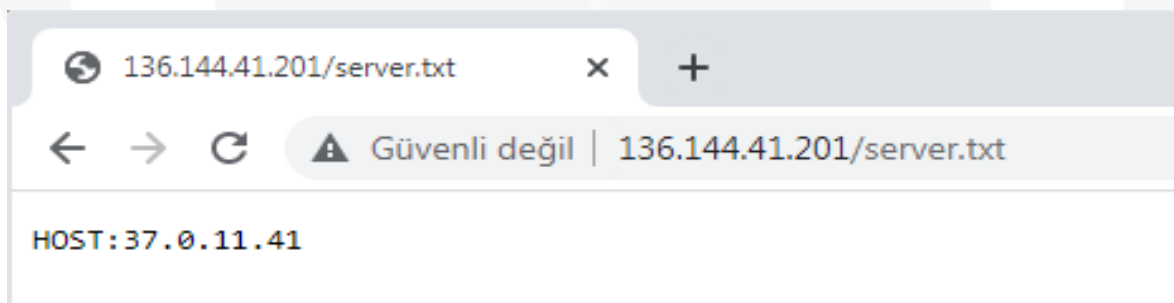 136.144.41.201/server.txt
Güvenli değil | 136.144.41.201/server.txt
HOST:37.0.11.41